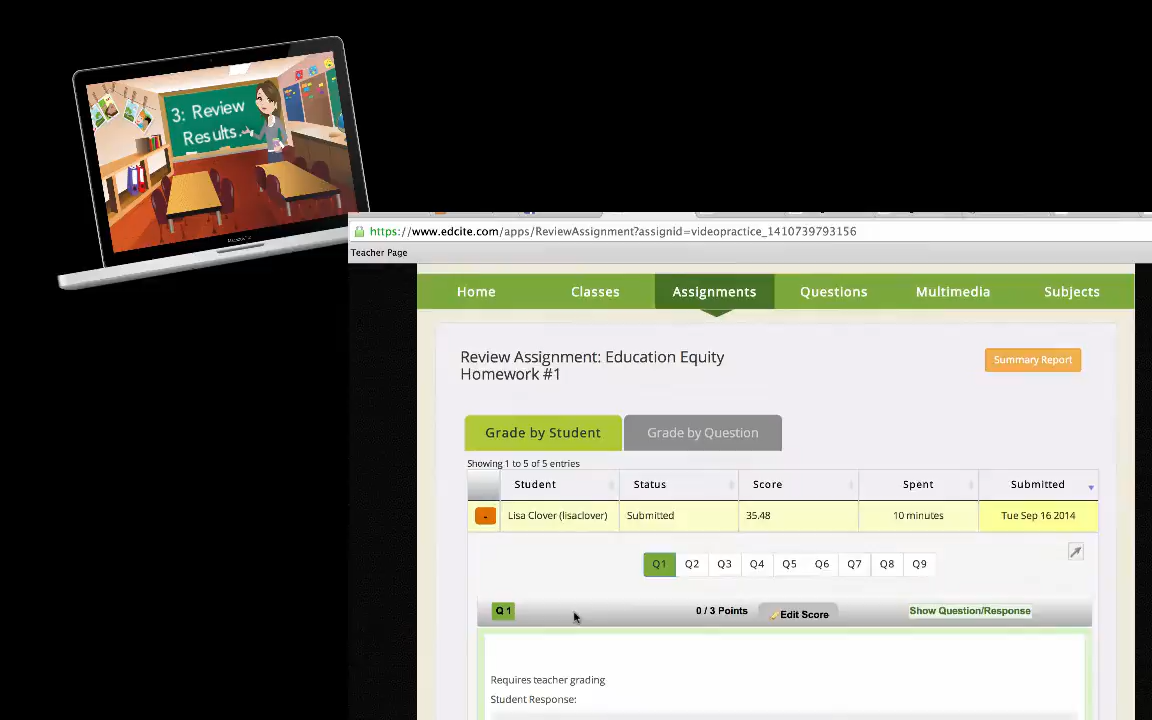 3: Review
Results
https://www.edcite.com/apps/ReviewAssignment?assignid=videopractice_1410739793156
Teacher Page
Home Classes Assignments Questions Multimedia Subjects
Review Assignment: Education Equity
Homework #1
Summary Report
Grade by Student Grade by Question
Showing 1 to 5 of 5 entries
Student Status Score Spent Submitted
- Lisa Clover (lisaclover) Submitted 35.48 10 minutes Tue Sep 16 2014
Q1 Q2 Q3 Q4 Q5 Q6 Q7 Q8 Q9
Q 1 0 / 3 Points Edit Score Show Question/Response
Requires teacher grading
Student Response: